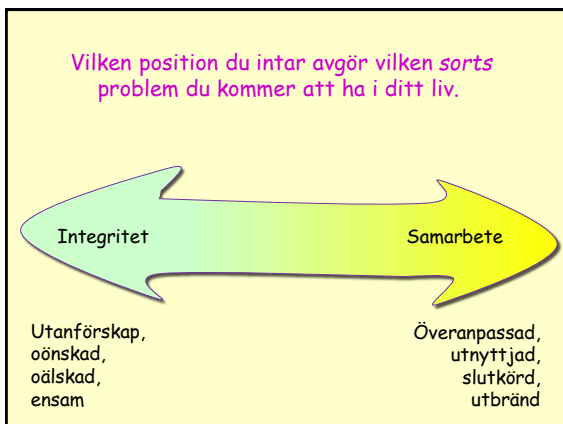 Vilken position du intar avgör vilken sorts
problem du kommer att ha i ditt liv.
Integritet
Samarbete
Utanförskap,
oönskad,
oälskad,
ensam
Överanpassad,
utnyttjad,
slutkörd,
utbränd